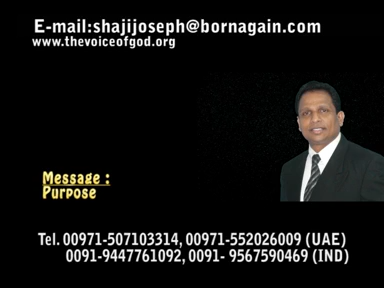 E-mail:shajijoseph@bornagain.com
www.thevoiceofgod.org
Message :
Purpose
Tel. 00971-507103314, 00971-552026009 (UAE)
0091-9447761092, 0091- 9567590469 (IND)